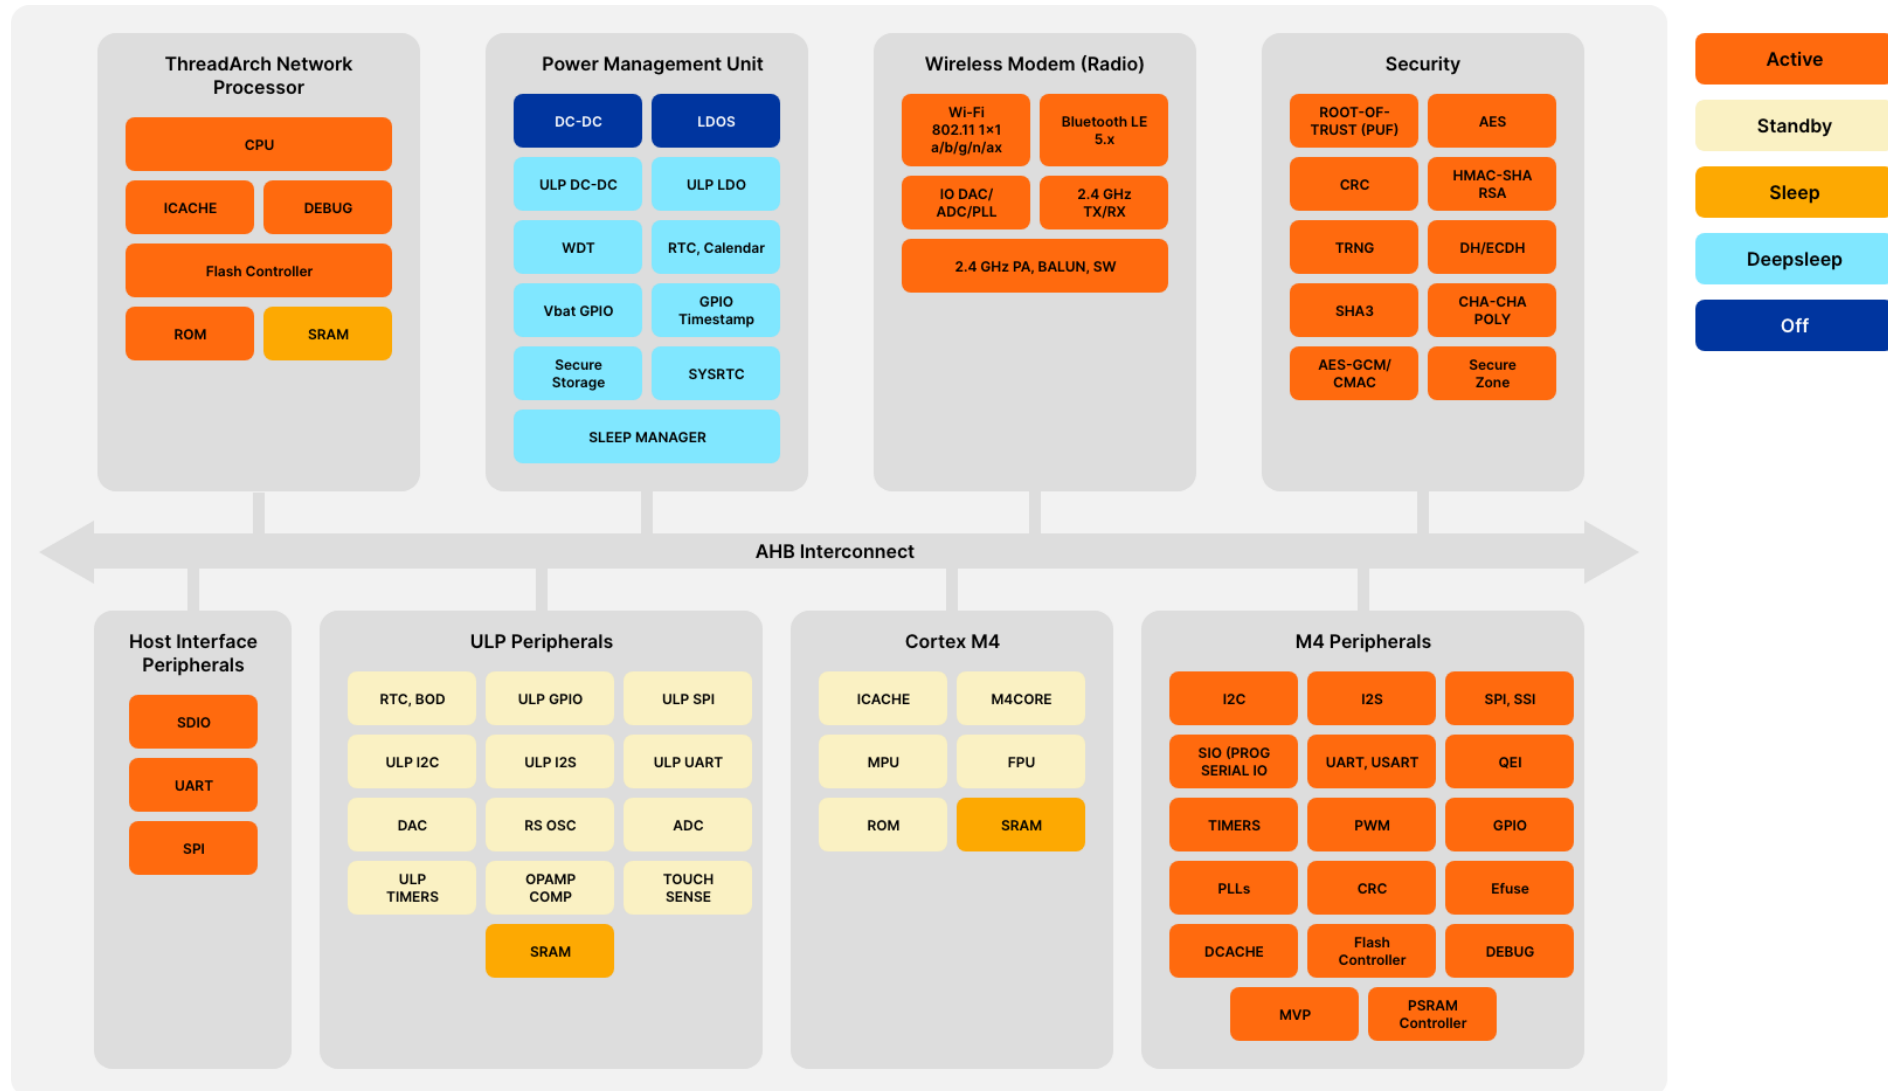 ThreadArch Network
Processor
CPU
ICACHE
DEBUG
Flash Controller
ROM
SRAM
Power Management Unit
DC-DC
LDOS
ULP DC-DC
ULP LDO
WDT
RTC, Calendar
Vbat GPIO
GPIO
Timestamp
Secure
Storage
SYSRTC
SLEEP MANAGER
Wireless Modem (Radio)
Wi-Fi
802.11 1×1
a/b/g/n/ax
Bluetooth LE
5.x
IO DAC/
ADC/PLL
2.4 GHz
TX/RX
2.4 GHz PA, BALUN, SW
Security
ROOT-OF-
TRUST (PUF)
AES
CRC
HMAC-SHA
RSA
TRNG
DH/ECDH
SHA3
CHA-CHA
POLY
AES-GCM/
CMAC
Secure
Zone
Active
Standby
Sleep
Deepsleep
Off
AHB Interconnect
Host Interface
Peripherals
SDIO
UART
SPI
ULP Peripherals
RTC, BOD
ULP GPIO
ULP SPI
ULP I2C
ULP I2S
ULP UART
DAC
RS OSC
ADC
ULP
TIMERS
OPAMP
COMP
TOUCH
SENSE
SRAM
Cortex M4
ICACHE
M4CORE
MPU
FPU
ROM
SRAM
M4 Peripherals
I2C
I2S
SPI, SSI
SIO (PROG
SERIAL IO
UART, USART
QEI
TIMERS
PWM
GPIO
PLLs
CRC
Efuse
DCACHE
Flash
Controller
DEBUG
MVP
PSRAM
Controller